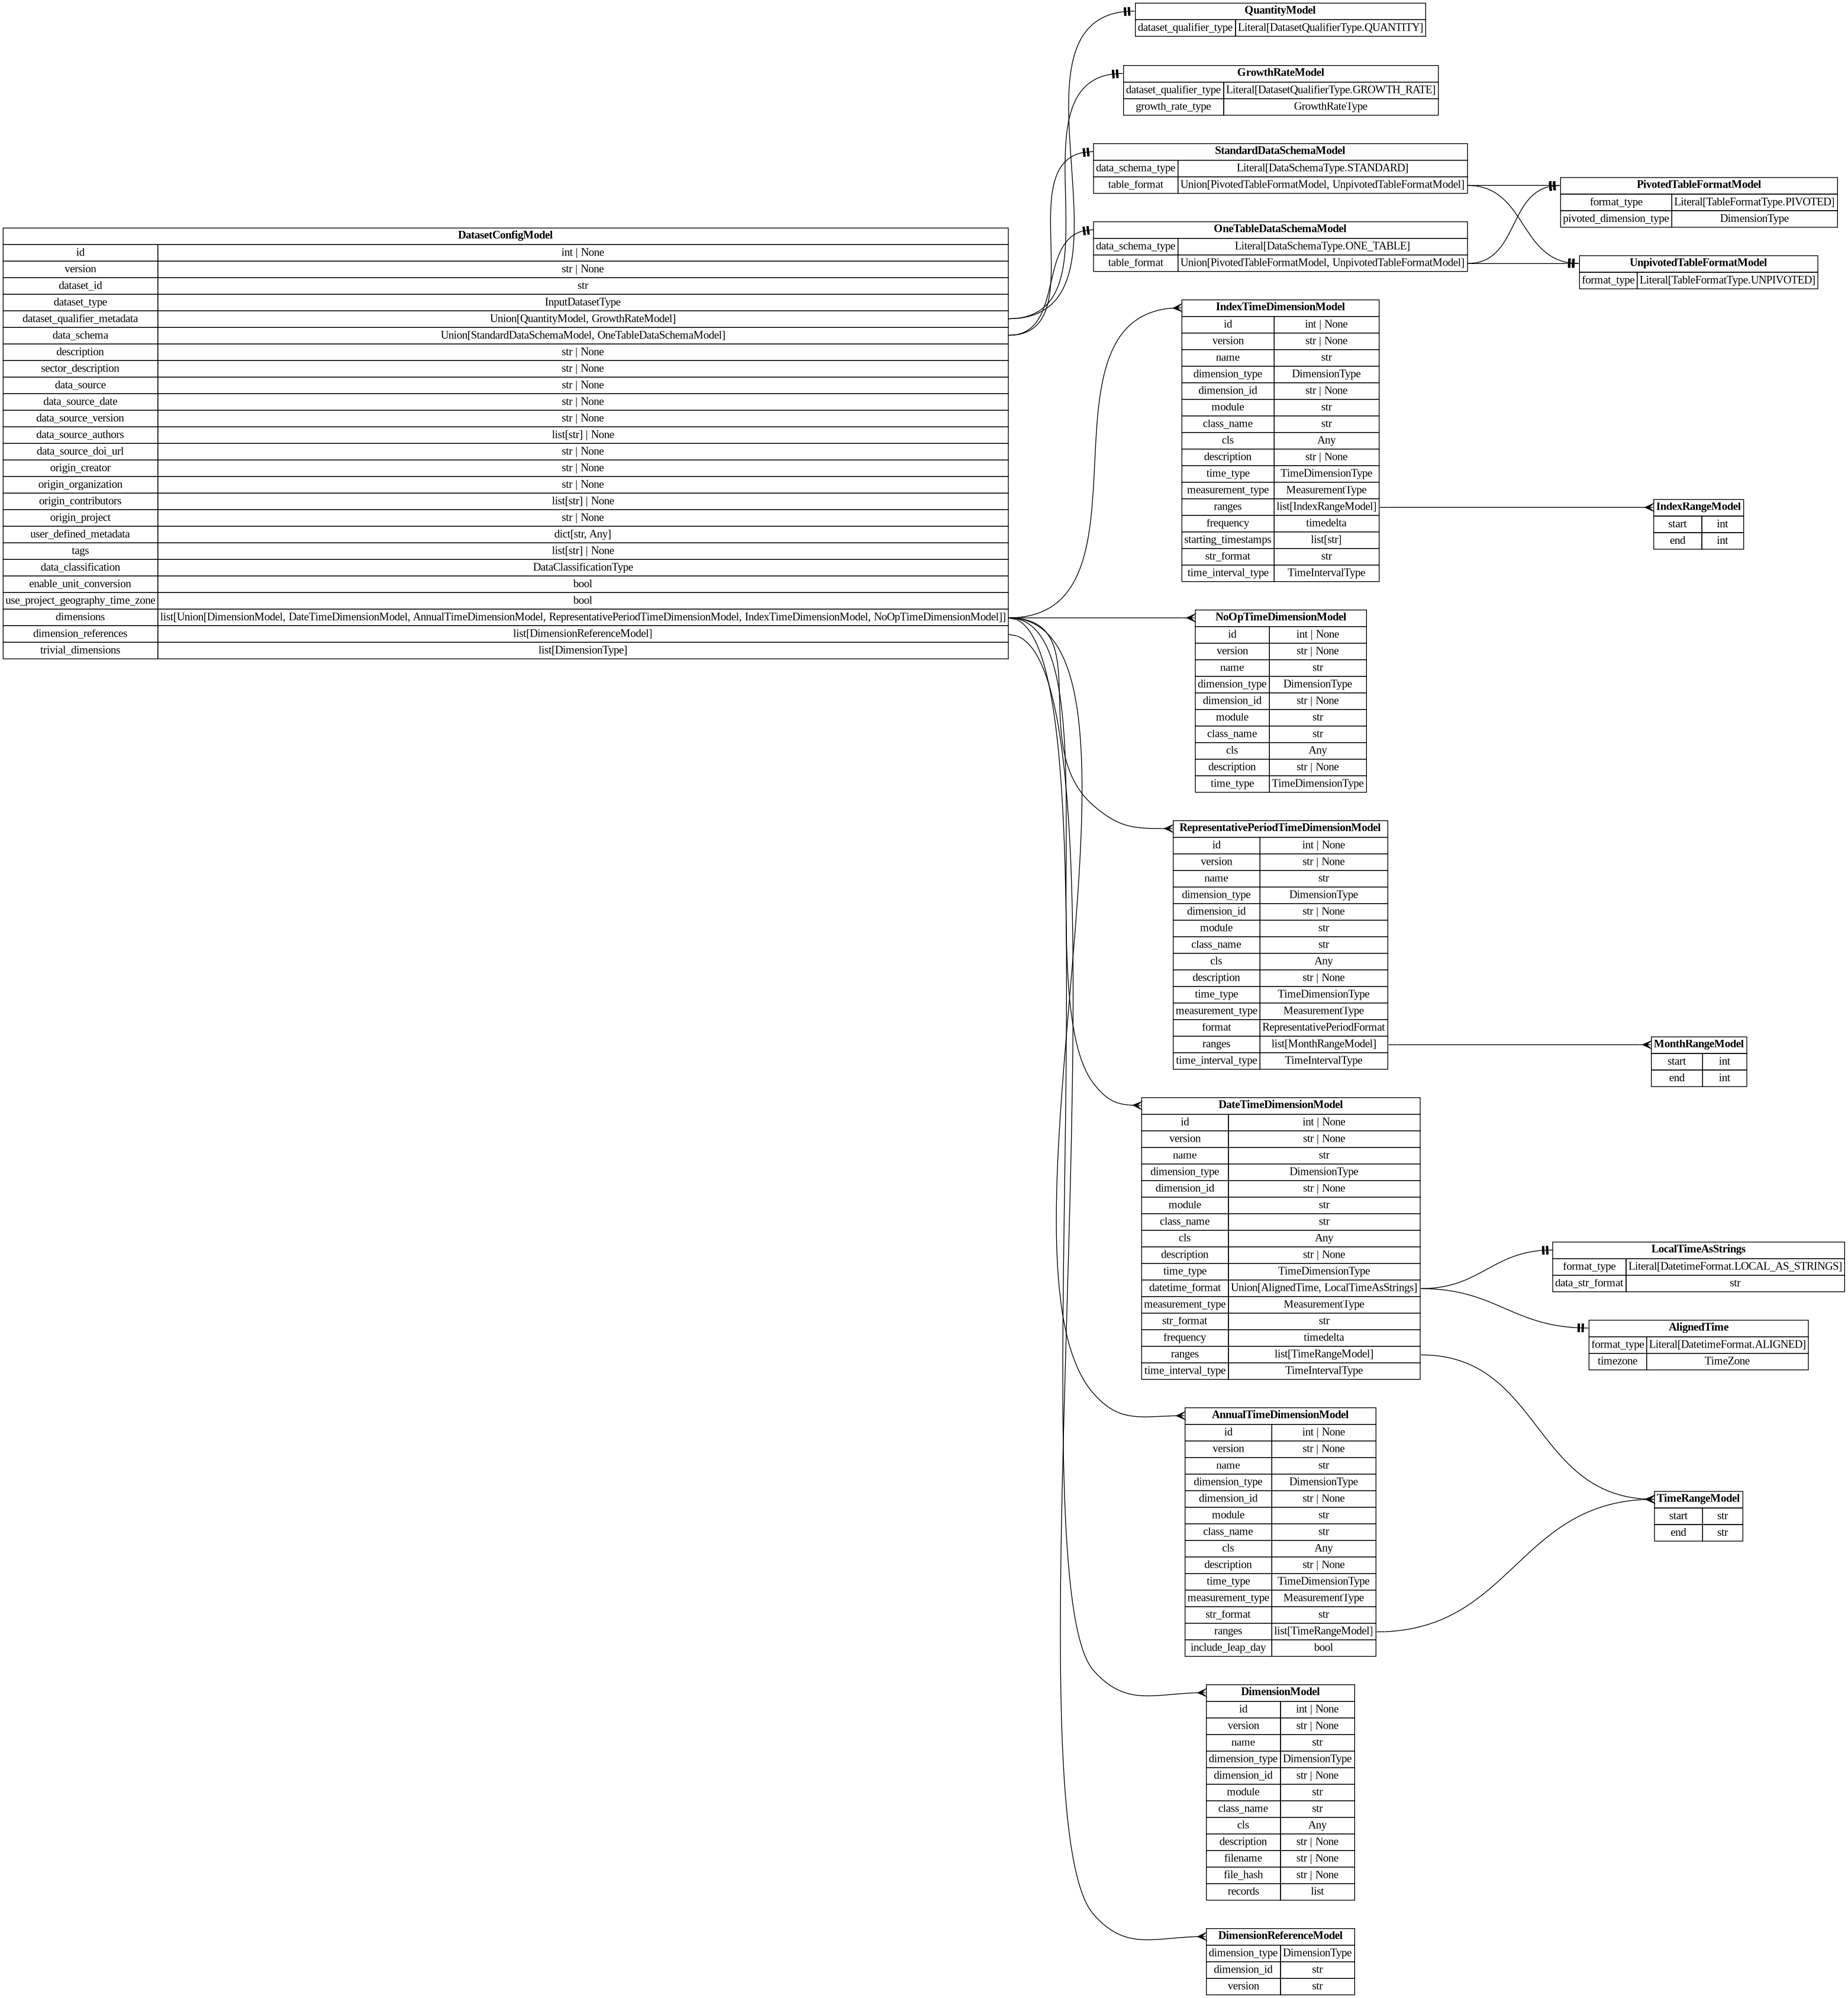 DatasetConfigModel
id int | None
version str | None
dataset_id str
dataset_type InputDatasetType
dataset_qualifier_metadata Union[QuantityModel, GrowthRateModel]
data_schema Union[StandardDataSchemaModel, OneTableDataSchemaModel]
description str | None
sector_description str | None
data_source str | None
data_source_date str | None
data_source_version str | None
data_source_authors list[str] | None
data_source_doi_url str | None
origin_creator str | None
origin_organization str | None
origin_contributors list[str] | None
origin_project str | None
user_defined_metadata dict[str, Any]
tags list[str] | None
data_classification DataClassificationType
enable_unit_conversion bool
use_project_geography_time_zone bool
dimensions list[Union[DimensionModel, DateTimeDimensionModel, AnnualTimeDimensionModel, RepresentativePeriodTimeDimensionModel, IndexTimeDimensionModel, NoOpTimeDimensionModel]]
dimension_references list[DimensionReferenceModel]
trivial_dimensions list[DimensionType]
QuantityModel
dataset_qualifier_type Literal[DatasetQualifierType.QUANTITY]
GrowthRateModel
dataset_qualifier_type Literal[DatasetQualifierType.GROWTH_RATE]
growth_rate_type GrowthRateType
StandardDataSchemaModel
data_schema_type Literal[DataSchemaType.STANDARD]
table_format Union[PivotedTableFormatModel, UnpivotedTableFormatModel]
OneTableDataSchemaModel
data_schema_type Literal[DataSchemaType.ONE_TABLE]
table_format Union[PivotedTableFormatModel, UnpivotedTableFormatModel]
PivotedTableFormatModel
format_type Literal[TableFormatType.PIVOTED]
pivoted_dimension_type DimensionType
UnpivotedTableFormatModel
format_type Literal[TableFormatType.UNPIVOTED]
IndexTimeDimensionModel
id int | None
version str | None
name str
dimension_type DimensionType
dimension_id str | None
module str
class_name str
cls Any
description str | None
time_type TimeDimensionType
measurement_type MeasurementType
ranges list[IndexRangeModel]
frequency timedelta
starting_timestamps list[str]
str_format str
time_interval_type TimeIntervalType
IndexRangeModel
start int
end int
NoOpTimeDimensionModel
id int | None
version str | None
name str
dimension_type DimensionType
dimension_id str | None
module str
class_name str
cls Any
description str | None
time_type TimeDimensionType
RepresentativePeriodTimeDimensionModel
id int | None
version str | None
name str
dimension_type DimensionType
dimension_id str | None
module str
class_name str
cls Any
description str | None
time_type TimeDimensionType
measurement_type MeasurementType
format RepresentativePeriodFormat
ranges list[MonthRangeModel]
time_interval_type TimeIntervalType
MonthRangeModel
start int
end int
DateTimeDimensionModel
id int | None
version str | None
name str
dimension_type DimensionType
dimension_id str | None
module str
class_name str
cls Any
description str | None
time_type TimeDimensionType
datetime_format Union[AlignedTime, LocalTimeAsStrings]
measurement_type MeasurementType
str_format str
frequency timedelta
ranges list[TimeRangeModel]
time_interval_type TimeIntervalType
LocalTimeAsStrings
format_type Literal[DatetimeFormat.LOCAL_AS_STRINGS]
data_str_format str
AlignedTime
format_type Literal[DatetimeFormat.ALIGNED]
timezone TimeZone
AnnualTimeDimensionModel
id int | None
version str | None
name str
dimension_type DimensionType
dimension_id str | None
module str
class_name str
cls Any
description str | None
time_type TimeDimensionType
measurement_type MeasurementType
str_format str
ranges list[TimeRangeModel]
include_leap_day bool
TimeRangeModel
start str
end str
DimensionModel
id int | None
version str | None
name str
dimension_type DimensionType
dimension_id str | None
module str
class_name str
cls Any
description str | None
filename str | None
file_hash str | None
records list
DimensionReferenceModel
dimension_type DimensionType
dimension_id str
version str